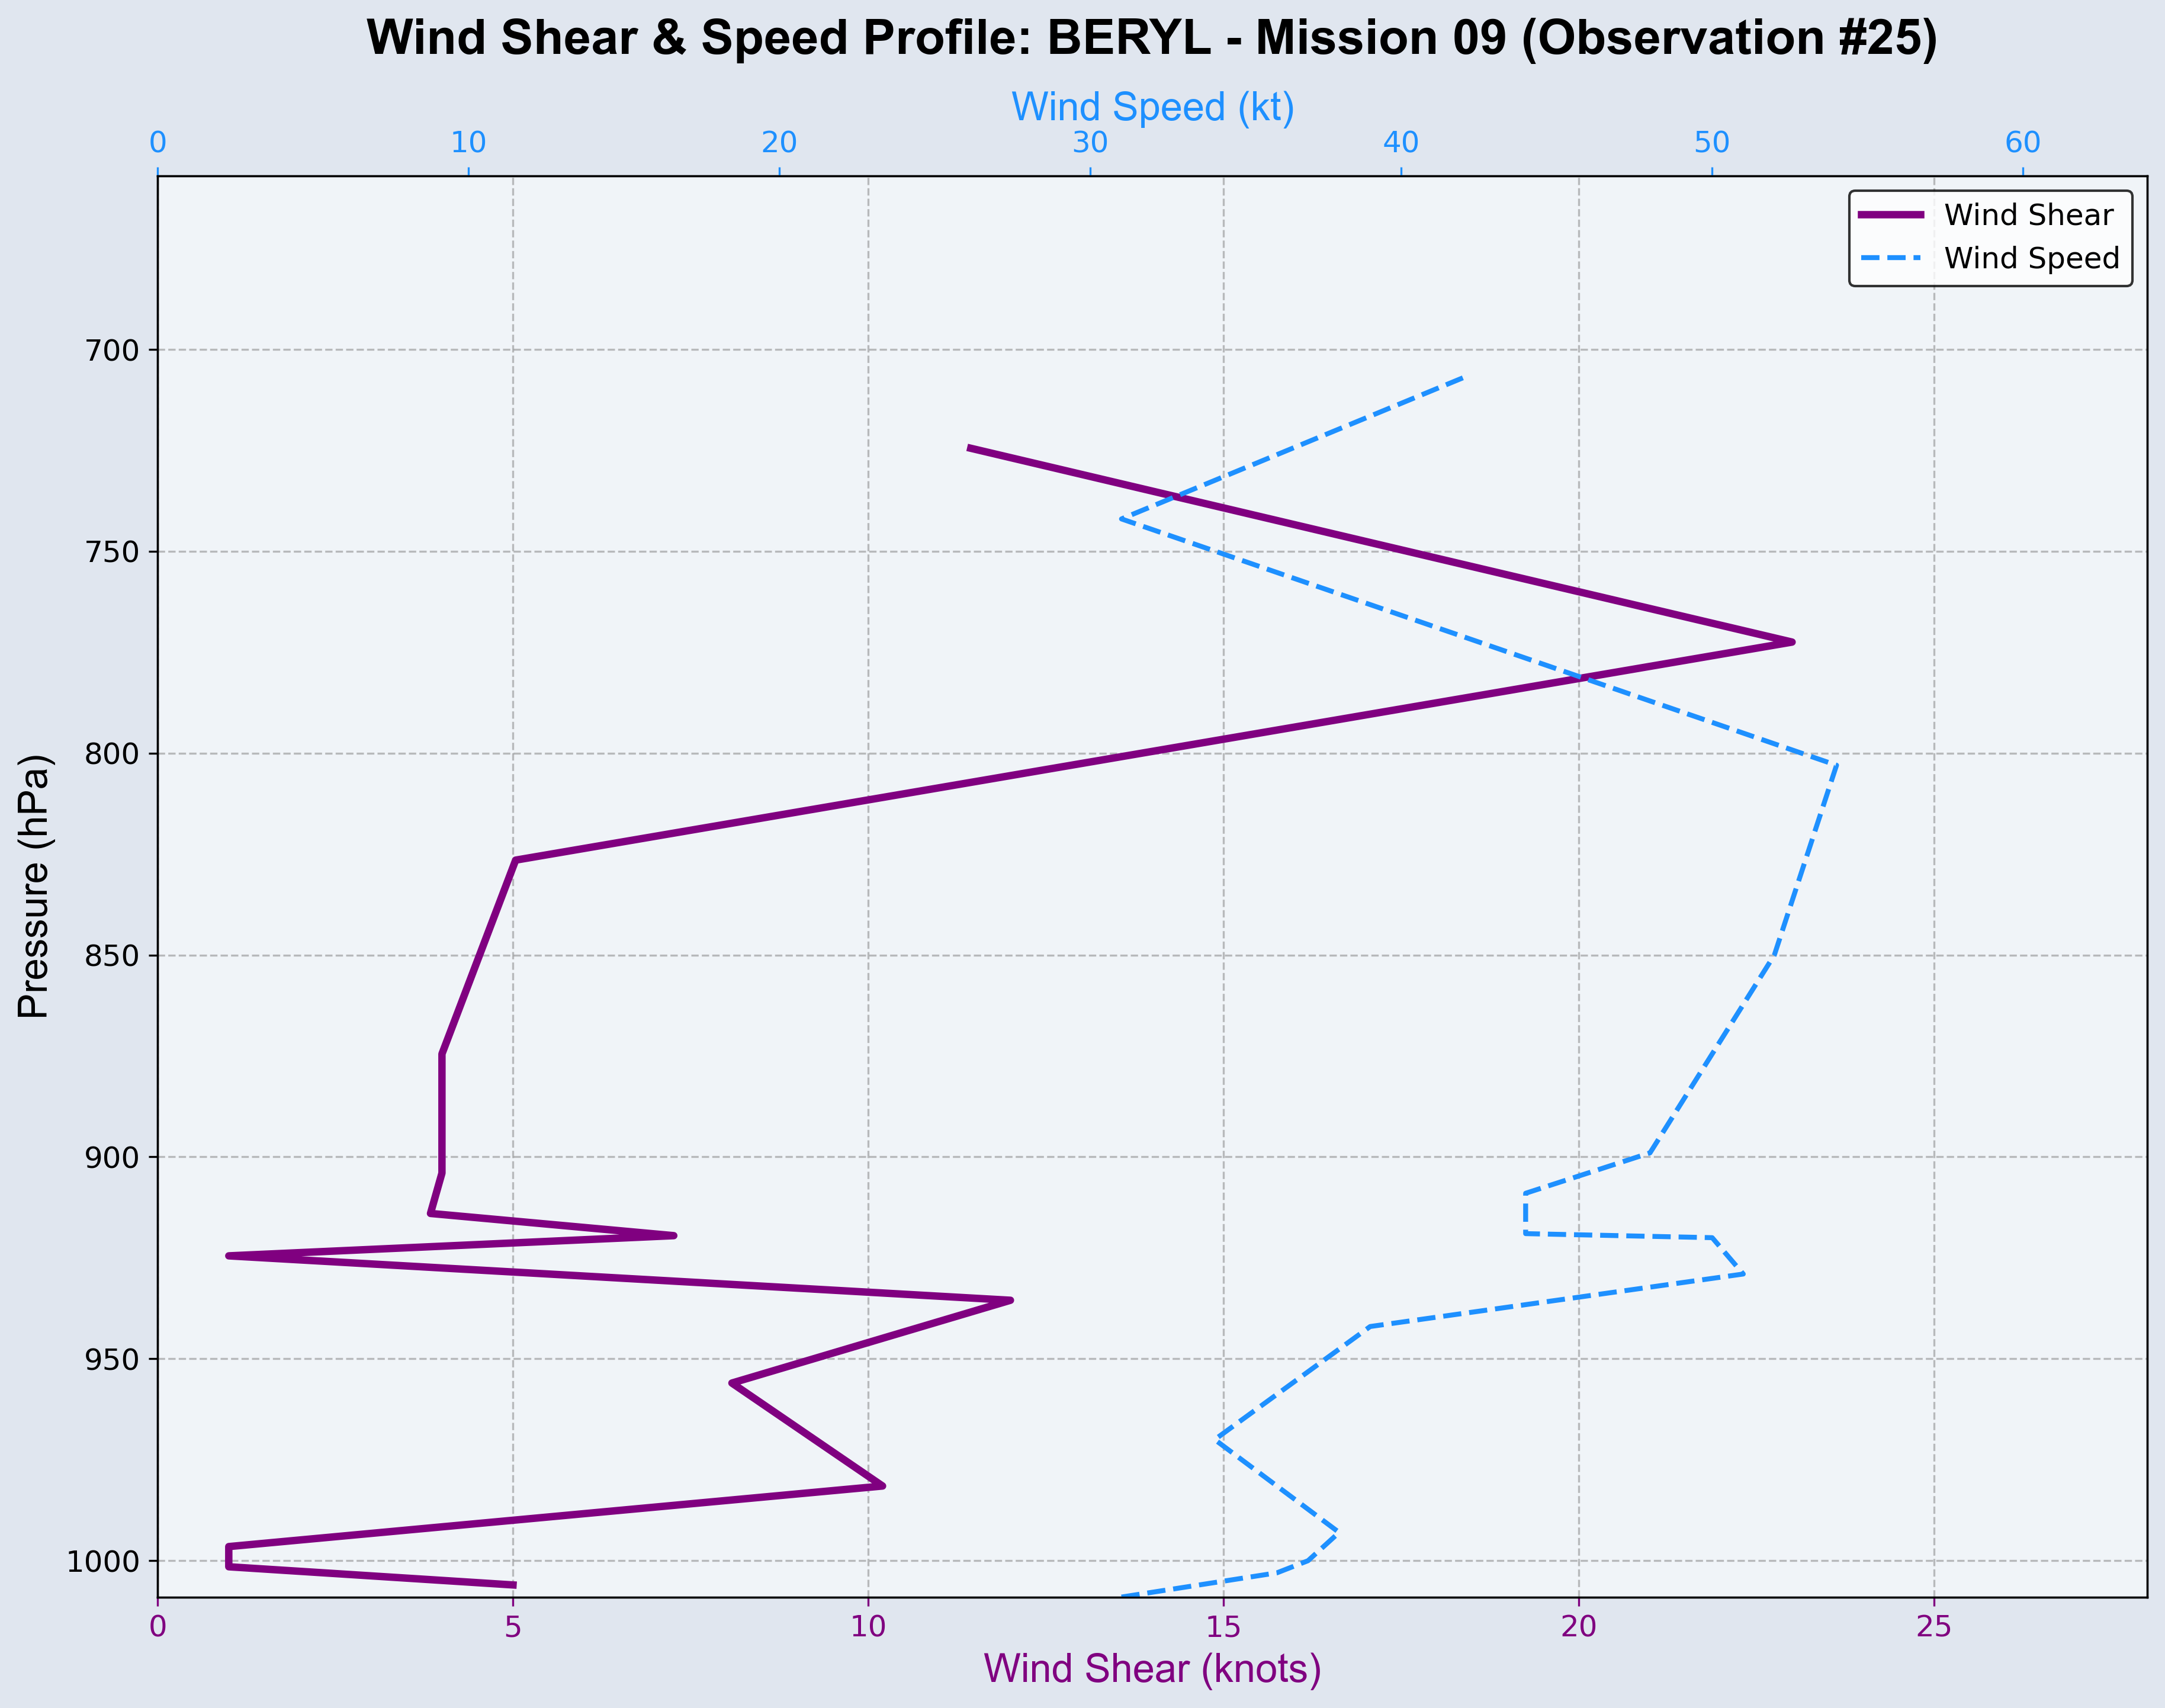 Wind Shear & Speed Profile: BERYL - Mission 09 (Observation #25)
Wind Speed (kt)
0 10 20 30 40 50 60
Wind Shear
Wind Speed
Pressure (hPa)
700
750
800
850
900
950
1000
0 5 10 15 20 25
Wind Shear (knots)